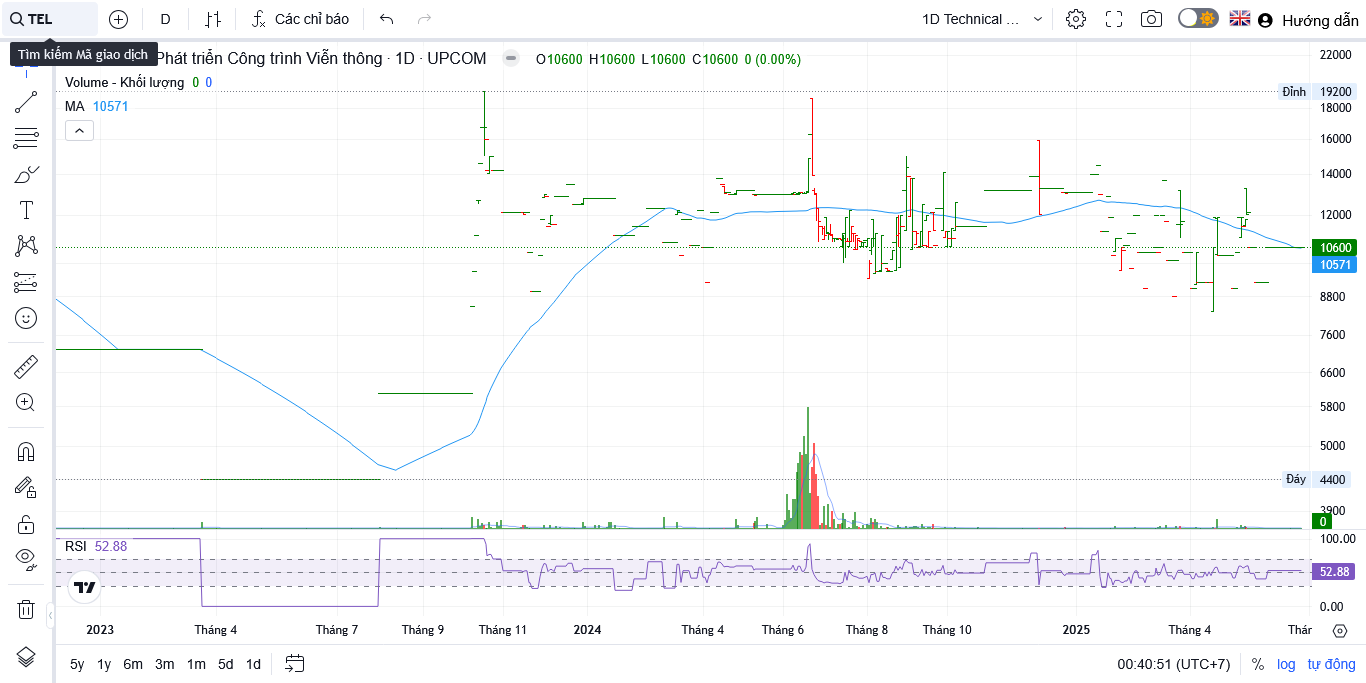 TEL
D
Các chỉ báo
1D Technical ...
Hướng dẫn
Tìm kiếm Mã giao dịch
Phát triển Công trình Viễn thông · 1D · UPCOM
O10600 H10600 L10600 C10600 0 (0.00%)
Volume - Khối lượng 0 0
MA 10571
22000
Đỉnh 19200
18000
16000
14000
12000
10600
10571
8800
7600
6600
5800
5000
Đáy 4400
3900
0
RSI 52.88
100.00
52.88
0.00
2023 Tháng 4 Tháng 7 Tháng 9 Tháng 11 2024 Tháng 4 Tháng 6 Tháng 8 Tháng 10 2025 Tháng 4 Thár
5y 1y 6m 3m 1m 5d 1d
00:40:51 (UTC+7) % log tự động